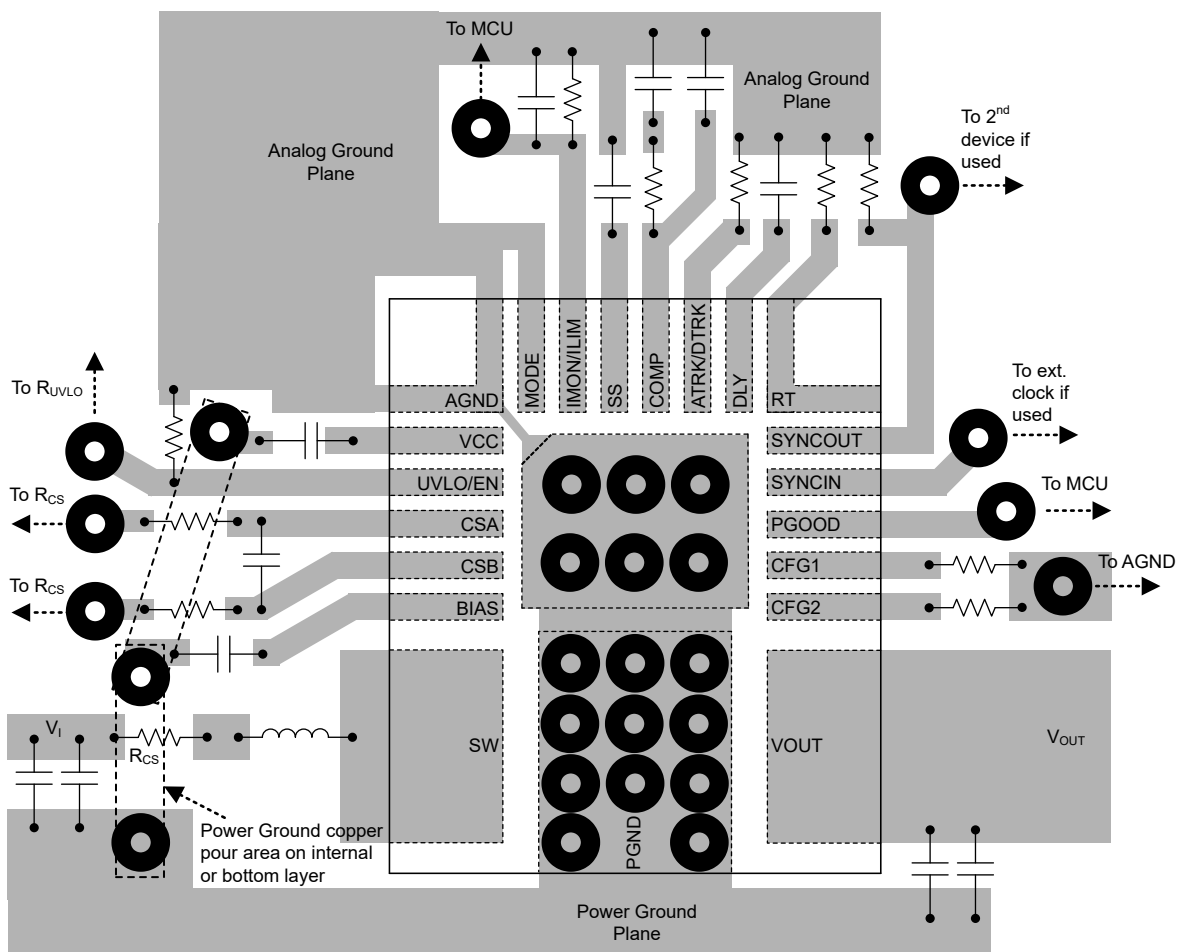 To MCU
Analog Ground
Plane
To 2nd
device if
used
Analog Ground
Plane
MODE
IMON/ILIM
SS
COMP
ATRK/DTRK
DLY
To RUVLO
To ext.
clock if
used
AGND
RT
VCC
SYNCOUT
UVLO/EN
SYNCIN
To RCS
CSA
PGOOD
To MCU
CSB
CFG1
To AGND
To RCS
BIAS
CFG2
VI
RCS
SW
VOUT
VOUT
Power Ground copper
pour area on internal
or bottom layer
PGND
Power Ground
Plane